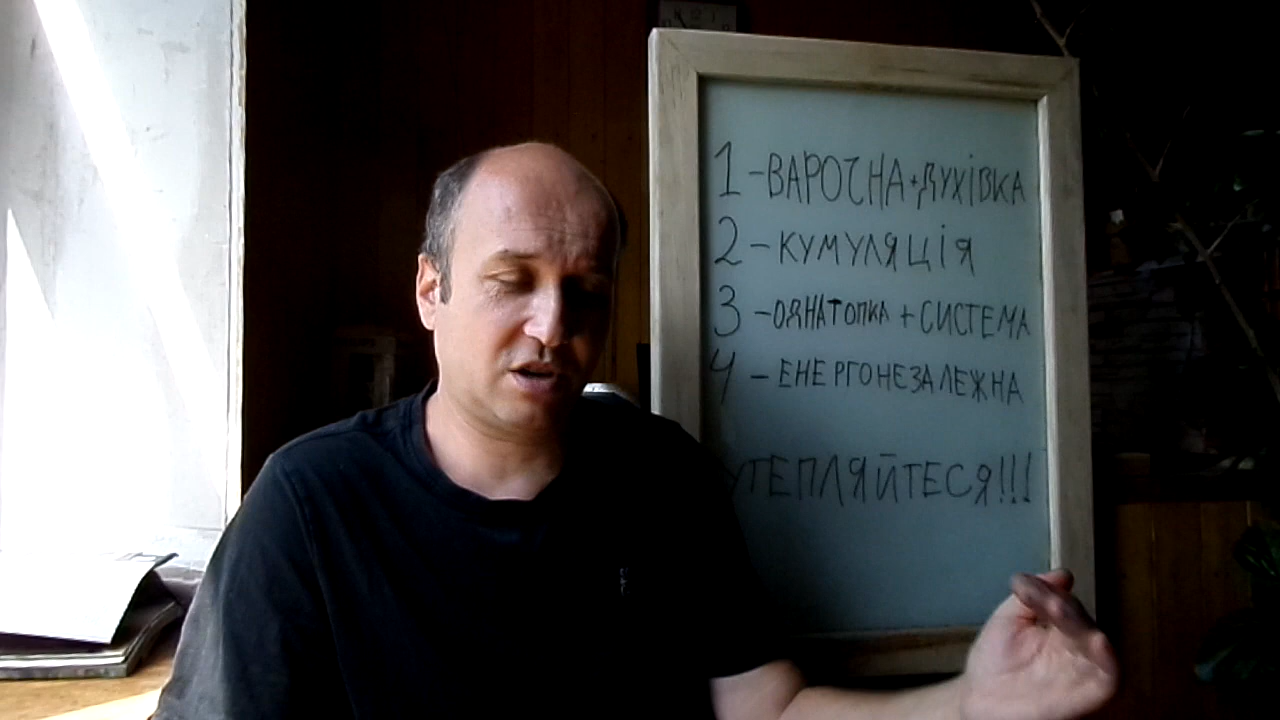 1 - ВАРОЧНА + ДУХІВКА
2 - КУМУЛЯЦІЯ
3 - ОДНА ТОПКА + СИСТЕМА
4 - ЕНЕРГОНЕЗАЛЕЖНА
УТЕПЛЯЙТЕСЯ!!!